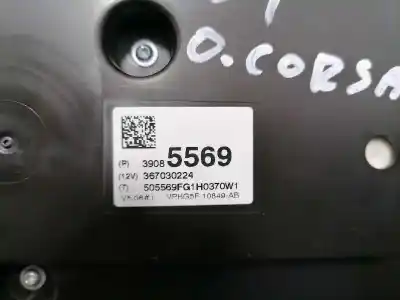 O.CORSA
(P) 3908 5569
(12V) 367030224
(T) 505569FG1H0370W1
VPHG5F-10849-AB